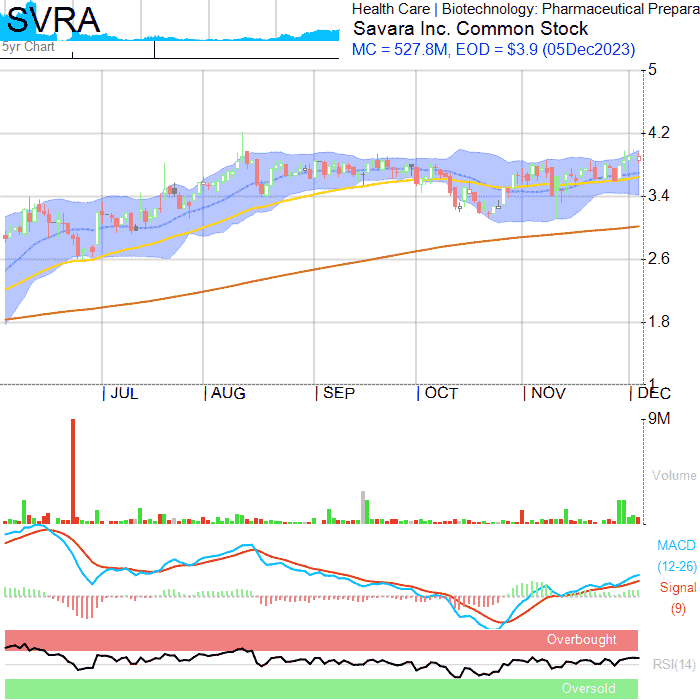 SVRA
5yr Chart
Health Care | Biotechnology: Pharmaceutical Prepara
Savara Inc. Common Stock
MC = 527.8M, EOD = $3.9 (05Dec2023)
5
4.2
3.4
2.6
1.8
1
JUL
AUG
SEP
OCT
NOV
DEC
9M
Volume
MACD
(12-26)
Signal
(9)
Overbought
RSI(14)
Oversold